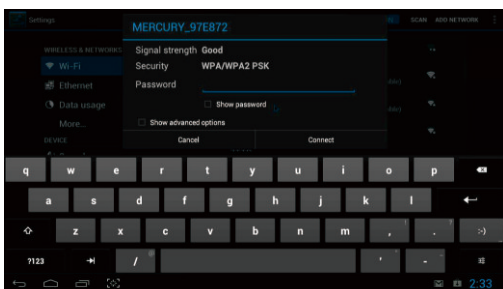 Settings
SCAN ADD NETWORK
MERCURY_97E872
WIRELESS & NETWORKS
Signal strength Good
Wi-Fi
Security WPA/WPA2 PSK
Ethernet
Password
Data usage
Show password
More...
Show advanced options
DEVICE
Cancel Connect
q w e r t y u i o p
a s d f g h j k l
z x c v b n m , ! . ? :-)
?123 / ' -
2:33